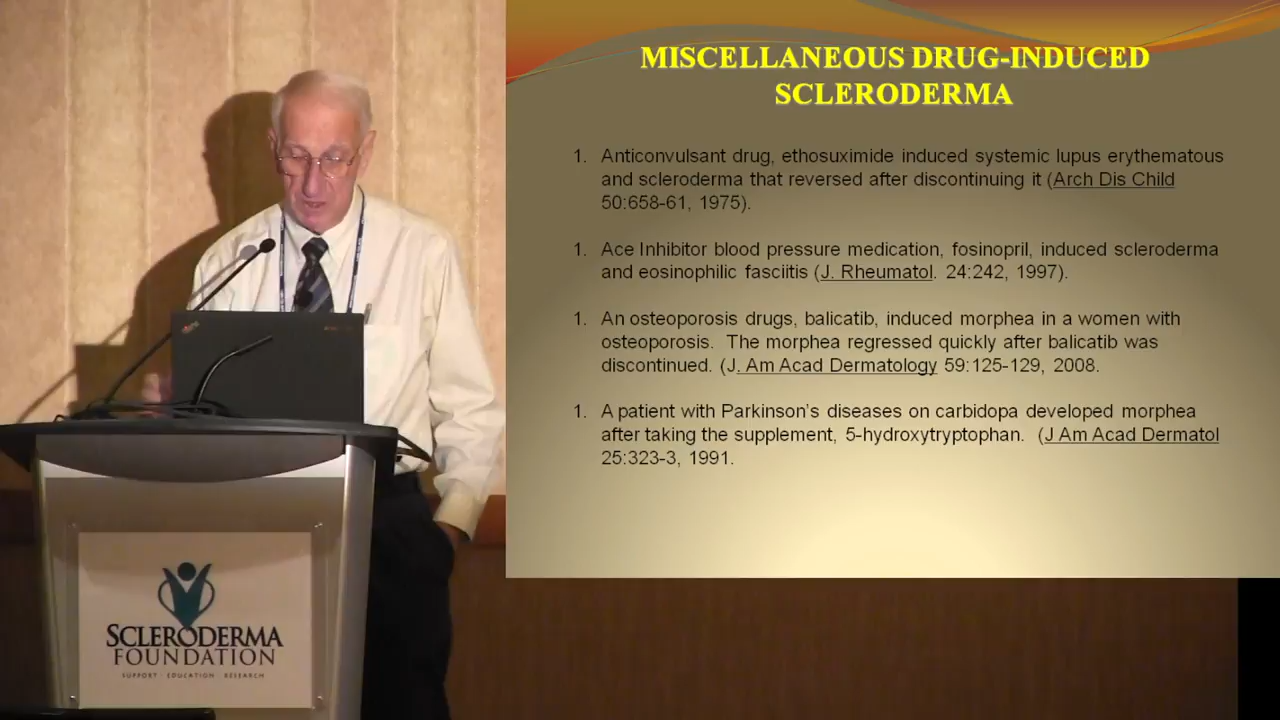 MISCELLANEOUS DRUG-INDUCED
SCLERODERMA
1. Anticonvulsant drug, ethosuximide induced systemic lupus erythematous
and scleroderma that reversed after discontinuing it (Arch Dis Child
50:658-61, 1975).
1. Ace Inhibitor blood pressure medication, fosinopril, induced scleroderma
and eosinophilic fasciitis (J. Rheumatol. 24:242, 1997).
1. An osteoporosis drugs, balicatib, induced morphea in a women with
osteoporosis. The morphea regressed quickly after balicatib was
discontinued. (J. Am Acad Dermatology 59:125-129, 2008.
1. A patient with Parkinson's diseases on carbidopa developed morphea
after taking the supplement, 5-hydroxytryptophan. (J Am Acad Dermatol
25:323-3, 1991.
SCLERODERMA
FOUNDATION
SUPPORT EDUCATION RESEARCH